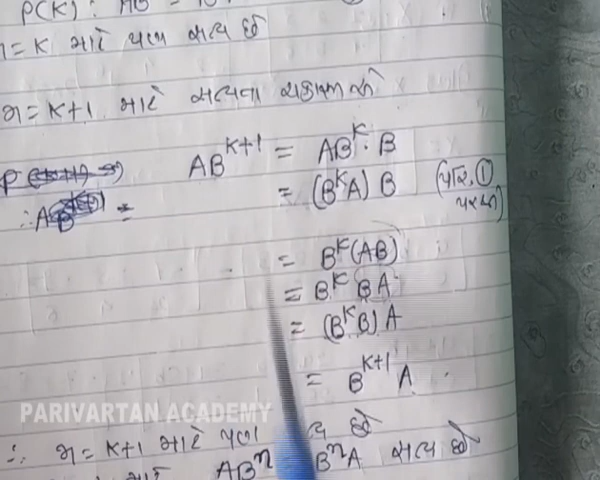 P(K) : AB
n = K માટે પણ સત્ય છે
n = K+1 માટે સત્યતા ચકાસતાં
AB^{K+1} = AB^K · B
= (B^K A) B (પરિ. ① પરથી)
= B^K (AB)
= B^K BA
= (B^K B) A
= B^{K+1} A
PARIVARTAN ACADEMY
∴ n = K+1 માટે પણ છે
AB^n B^n A સત્ય છે